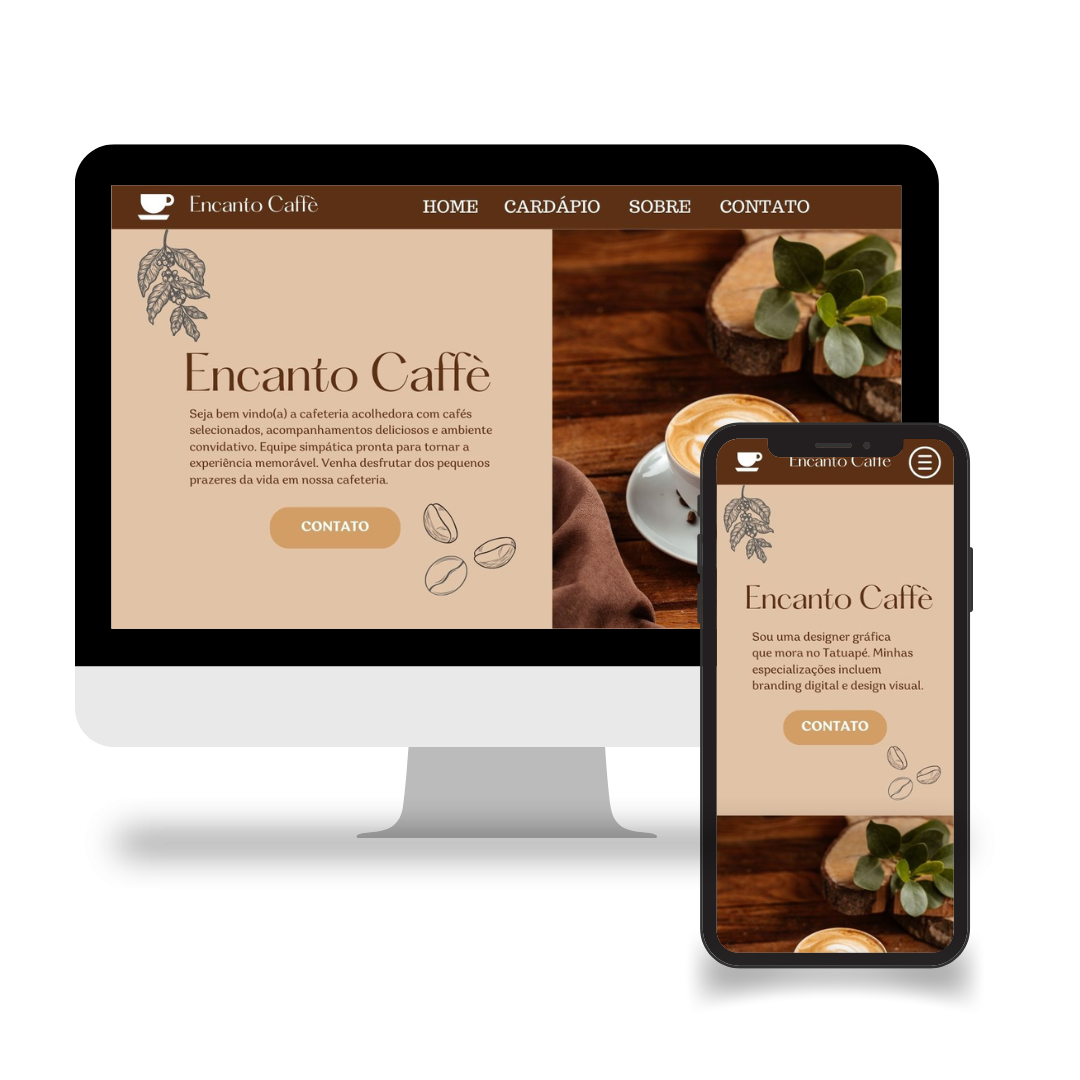 Encanto Caffè
HOME CARDÁPIO SOBRE CONTATO
Encanto Caffè
Seja bem vindo(a) a cafeteria acolhedora com cafés
selecionados, acompanhamentos deliciosos e ambiente
convidativo. Equipe simpática pronta para tornar a
experiência memorável. Venha desfrutar dos pequenos
prazeres da vida em nossa cafeteria.
CONTATO
Encanto Caffè
Encanto Caffè
Sou uma designer gráfica
que mora no Tatuapé. Minhas
especializações incluem
branding digital e design visual.
CONTATO